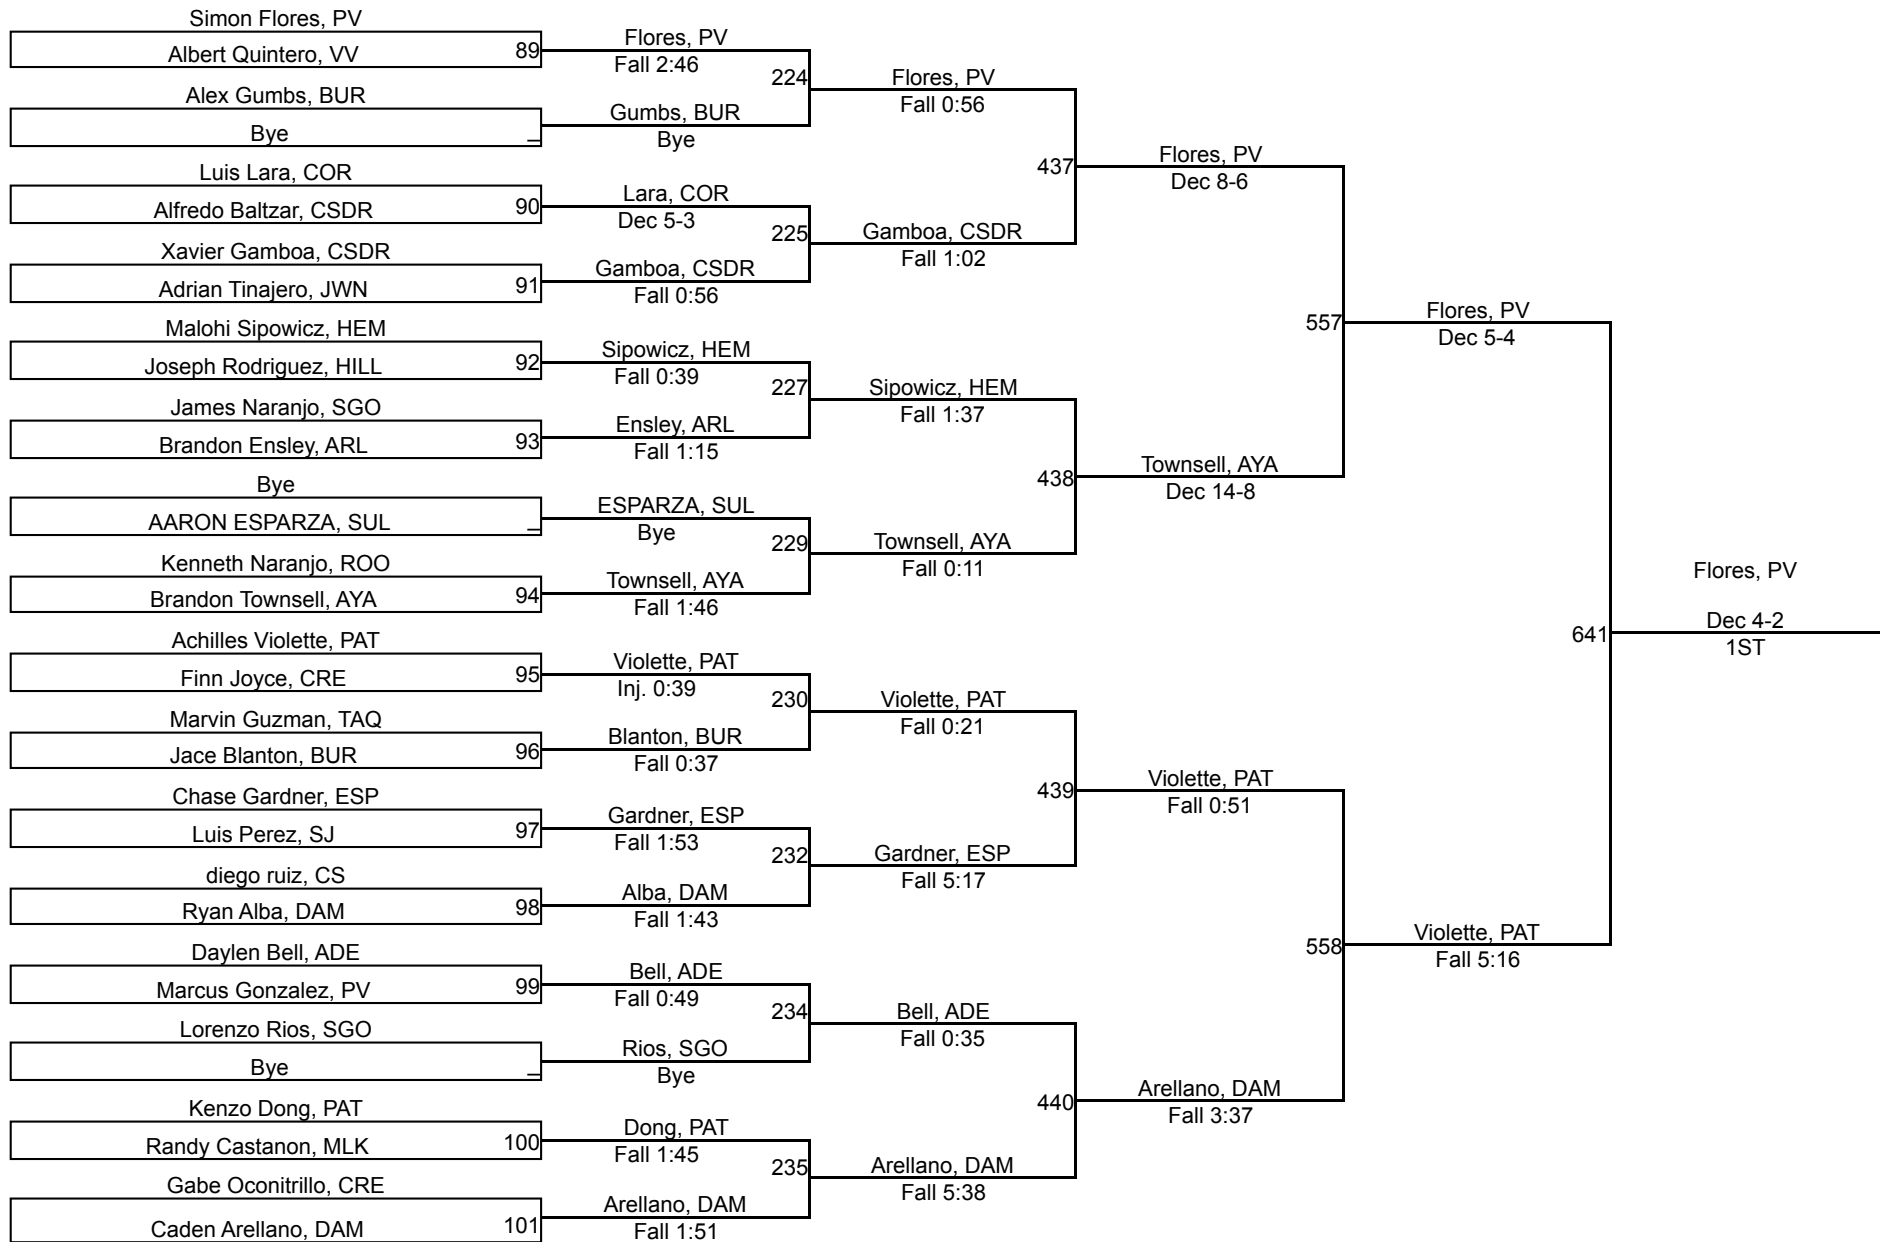 Simon Flores, PV
Albert Quintero, VV 89
Alex Gumbs, BUR
Bye _
Luis Lara, COR
Alfredo Baltzar, CSDR 90
Xavier Gamboa, CSDR
Adrian Tinajero, JWN 91
Malohi Sipowicz, HEM
Joseph Rodriguez, HILL 92
James Naranjo, SGO
Brandon Ensley, ARL 93
Bye
AARON ESPARZA, SUL _
Kenneth Naranjo, ROO
Brandon Townsell, AYA 94
Achilles Violette, PAT
Finn Joyce, CRE 95
Marvin Guzman, TAQ
Jace Blanton, BUR 96
Chase Gardner, ESP
Luis Perez, SJ 97
diego ruiz, CS
Ryan Alba, DAM 98
Daylen Bell, ADE
Marcus Gonzalez, PV 99
Lorenzo Rios, SGO
Bye _
Kenzo Dong, PAT
Randy Castanon, MLK 100
Gabe Oconitrillo, CRE
Caden Arellano, DAM 101
Flores, PV
Fall 2:46
224
Gumbs, BUR
Bye
Lara, COR
Dec 5-3
225
Gamboa, CSDR
Fall 0:56
Sipowicz, HEM
Fall 0:39
227
Ensley, ARL
Fall 1:15
ESPARZA, SUL
Bye
229
Townsell, AYA
Fall 1:46
Violette, PAT
Inj. 0:39
230
Blanton, BUR
Fall 0:37
Gardner, ESP
Fall 1:53
232
Alba, DAM
Fall 1:43
Bell, ADE
Fall 0:49
234
Rios, SGO
Bye
Dong, PAT
Fall 1:45
235
Arellano, DAM
Fall 1:51
Flores, PV
Fall 0:56
437
Gamboa, CSDR
Fall 1:02
Sipowicz, HEM
Fall 1:37
438
Townsell, AYA
Fall 0:11
Violette, PAT
Fall 0:21
439
Gardner, ESP
Fall 5:17
Bell, ADE
Fall 0:35
440
Arellano, DAM
Fall 5:38
Flores, PV
Dec 8-6
557
Townsell, AYA
Dec 14-8
Violette, PAT
Fall 0:51
558
Arellano, DAM
Fall 3:37
Flores, PV
Dec 5-4
641
Violette, PAT
Fall 5:16
Flores, PV
Dec 4-2
1ST